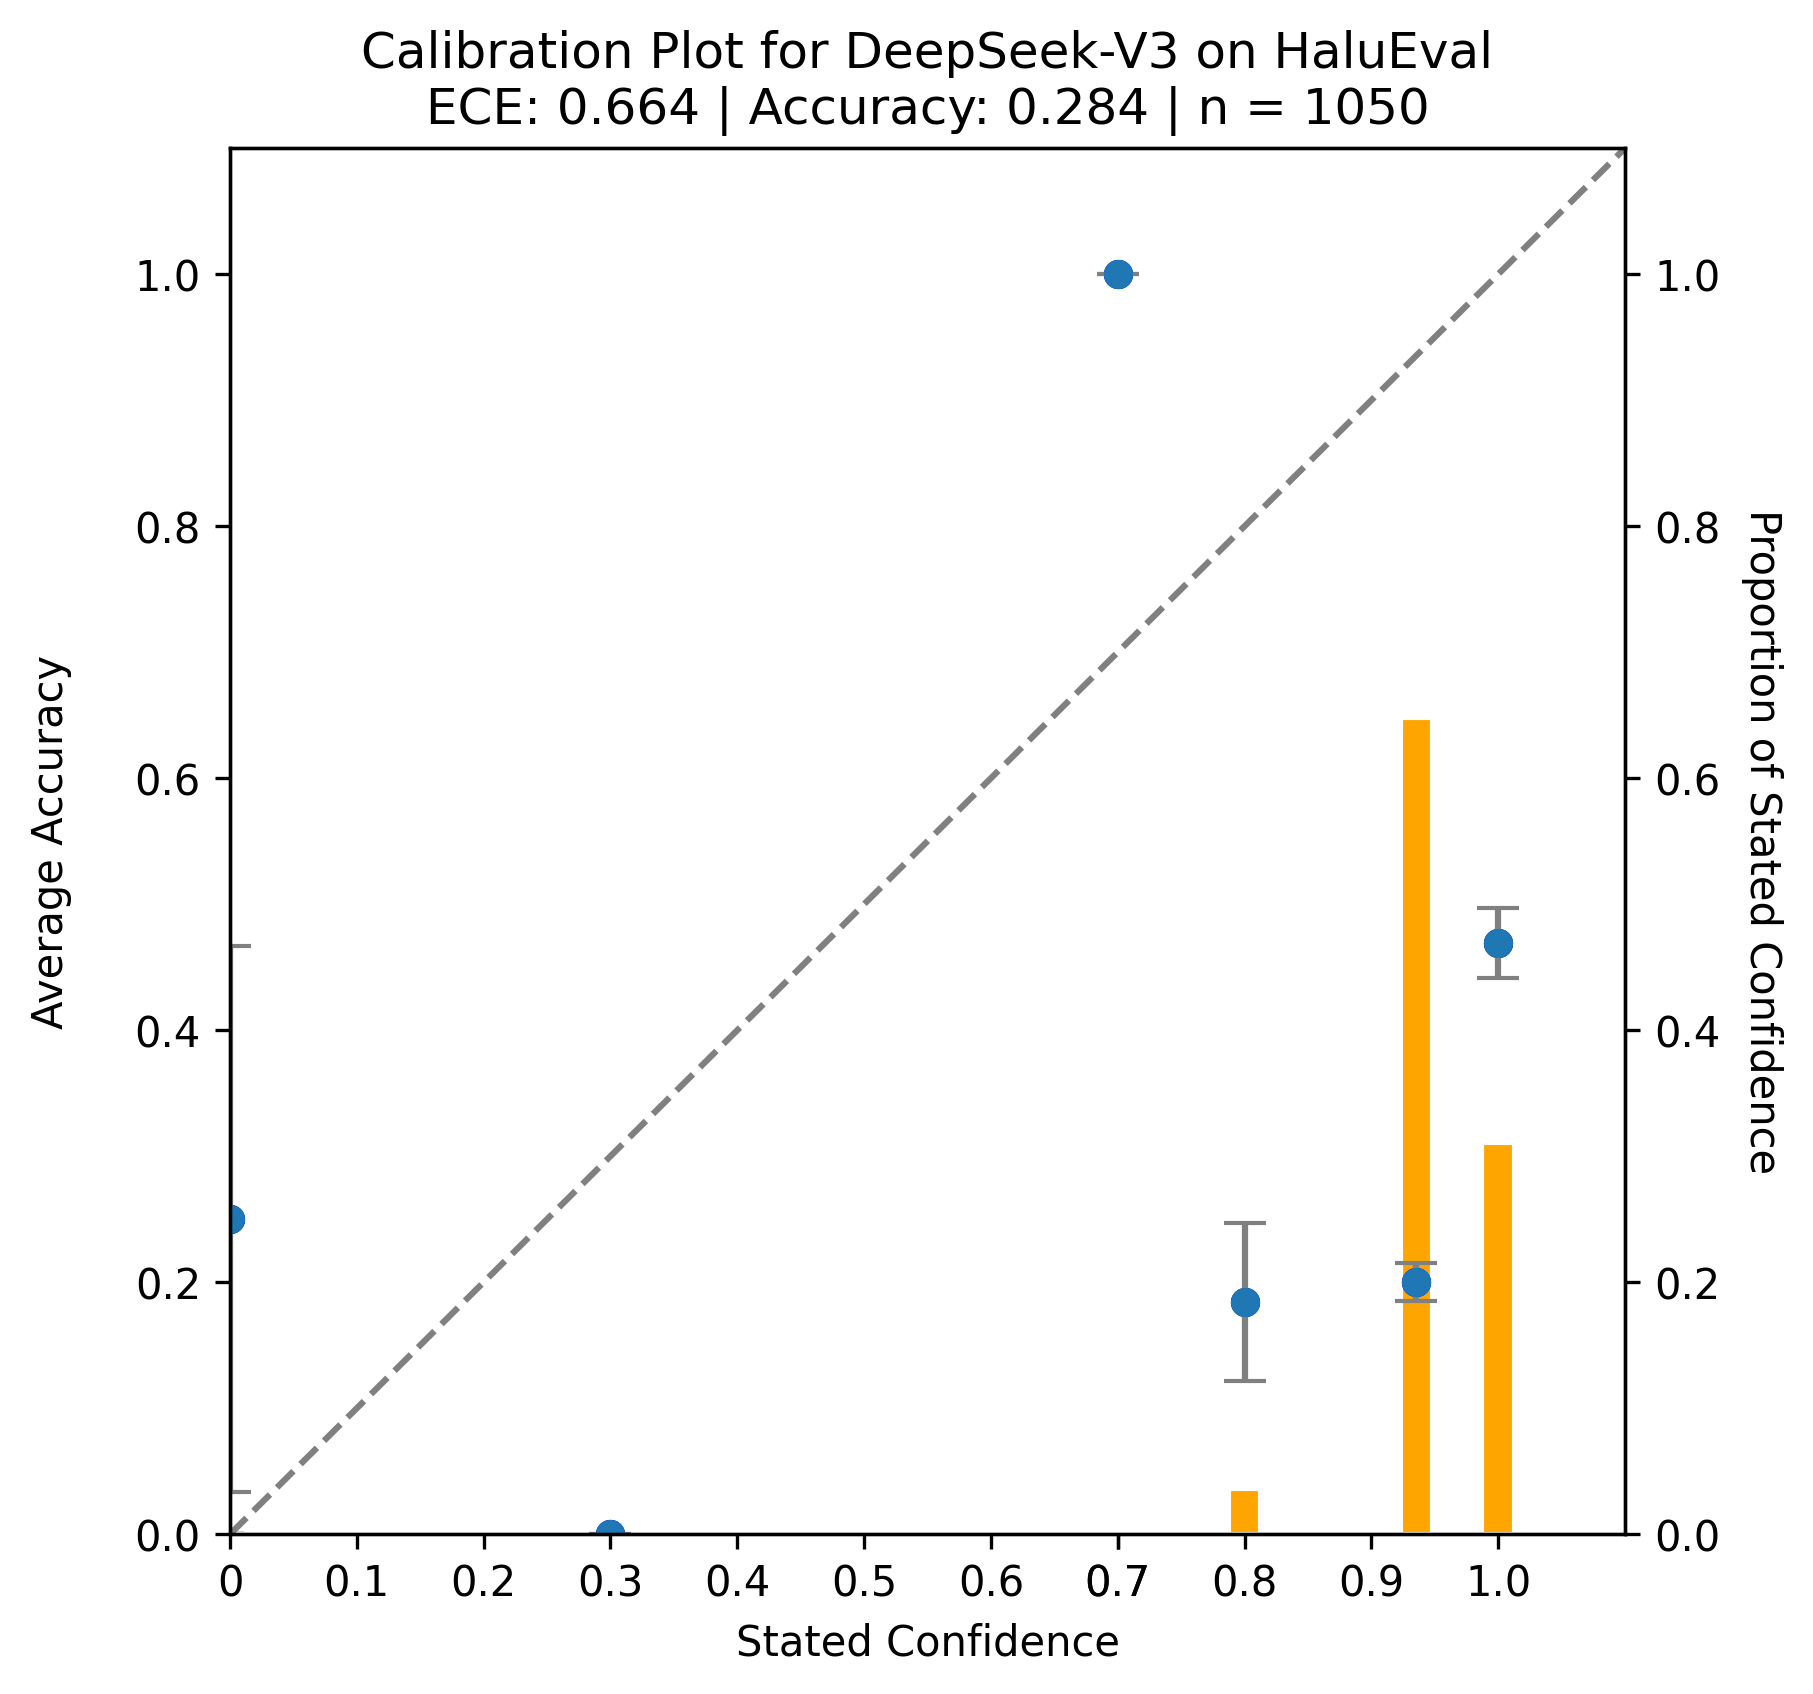 Calibration Plot for DeepSeek-V3 on HaluEval
ECE: 0.664 | Accuracy: 0.284 | n = 1050
Average Accuracy
1.0
0.8
0.6
0.4
0.2
0.0
1.0
0.8
0.6
0.4
0.2
0.0
Proportion of Stated Confidence
0 0.1 0.2 0.3 0.4 0.5 0.6 0.7 0.8 0.9 1.0
Stated Confidence